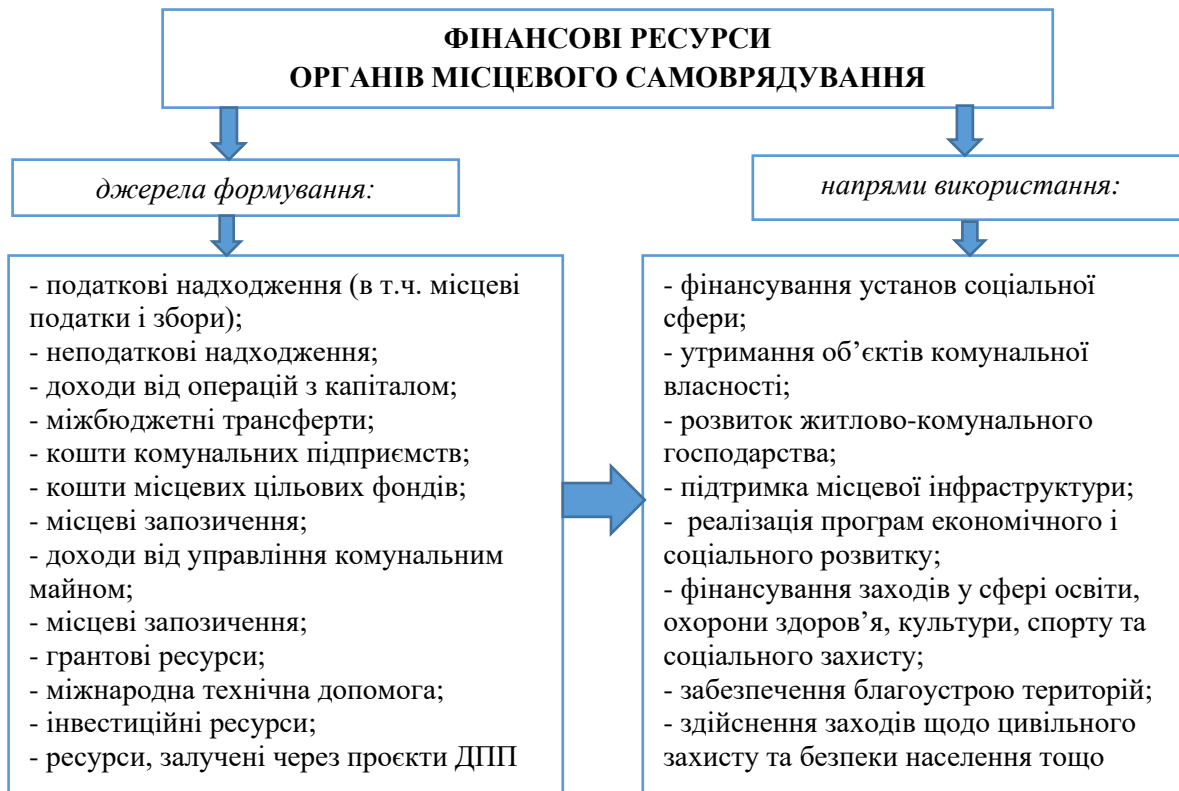 ФІНАНСОВІ РЕСУРСИ
ОРГАНІВ МІСЦЕВОГО САМОВРЯДУВАННЯ
джерела формування:
напрями використання:
- податкові надходження (в т.ч. місцеві
податки і збори);
- неподаткові надходження;
- доходи від операцій з капіталом;
- міжбюджетні трансферти;
- кошти комунальних підприємств;
- кошти місцевих цільових фондів;
- місцеві запозичення;
- доходи від управління комунальним
майном;
- місцеві запозичення;
- грантові ресурси;
- міжнародна технічна допомога;
- інвестиційні ресурси;
- ресурси, залучені через проєкти ДПП
- фінансування установ соціальної
сфери;
- утримання об’єктів комунальної
власності;
- розвиток житлово-комунального
господарства;
- підтримка місцевої інфраструктури;
- реалізація програм економічного і
соціального розвитку;
- фінансування заходів у сфері освіти,
охорони здоров’я, культури, спорту та
соціального захисту;
- забезпечення благоустрою територій;
- здійснення заходів щодо цивільного
захисту та безпеки населення тощо